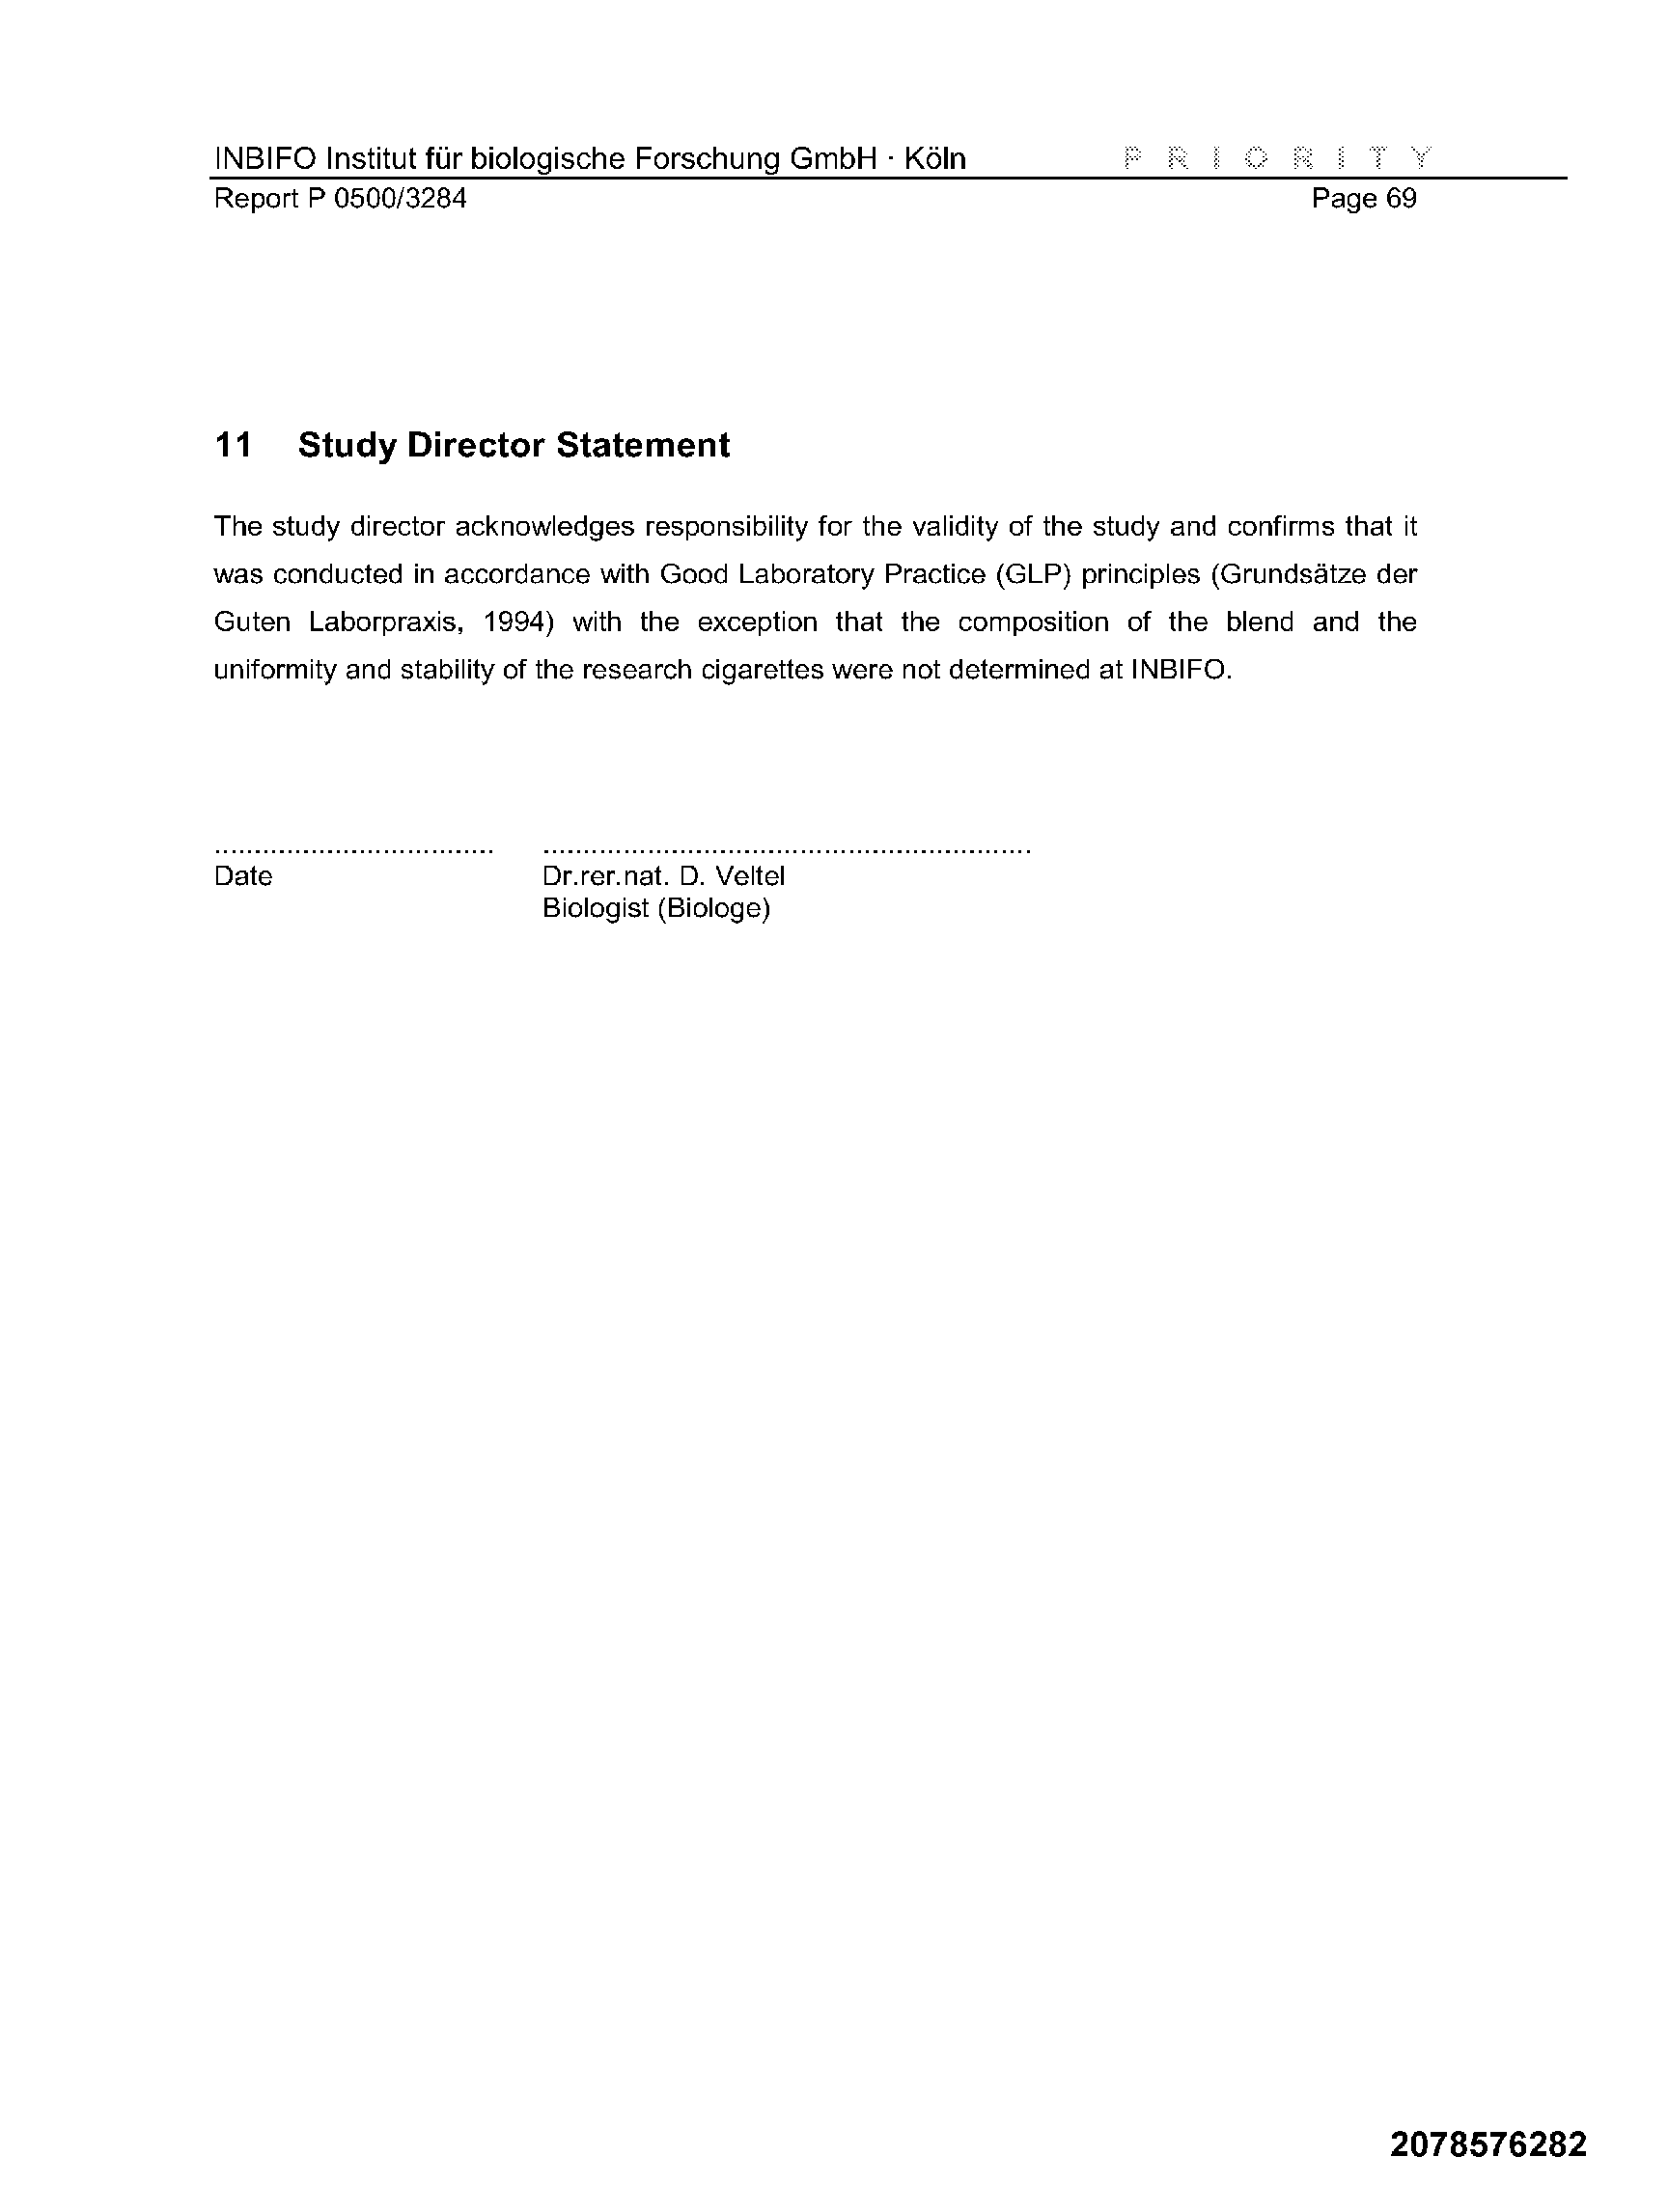 INBIFO Institut für biologische Forschung GmbH · Köln P R I O R I T Y
Report P 0500/3284 Page 69
11 Study Director Statement
The study director acknowledges responsibility for the validity of the study and confirms that it
was conducted in accordance with Good Laboratory Practice (GLP) principles (Grundsätze der
Guten Laborpraxis, 1994) with the exception that the composition of the blend and the
uniformity and stability of the research cigarettes were not determined at INBIFO.
................................... .............................................................
Date Dr.rer.nat. D. Veltel
Biologist (Biologe)
2078576282